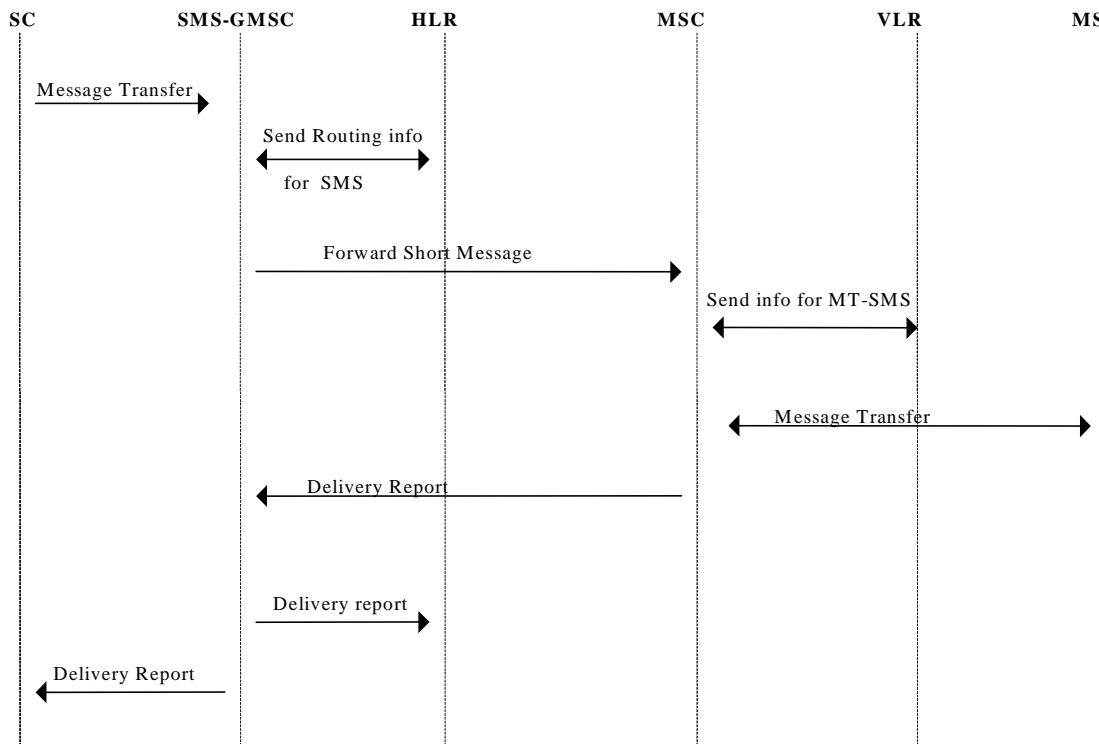 SC SMS-GMSC HLR MSC VLR MS
Message Transfer
Send Routing info
for SMS
Forward Short Message
Send info for MT-SMS
Message Transfer
Delivery Report
Delivery report
Delivery Report